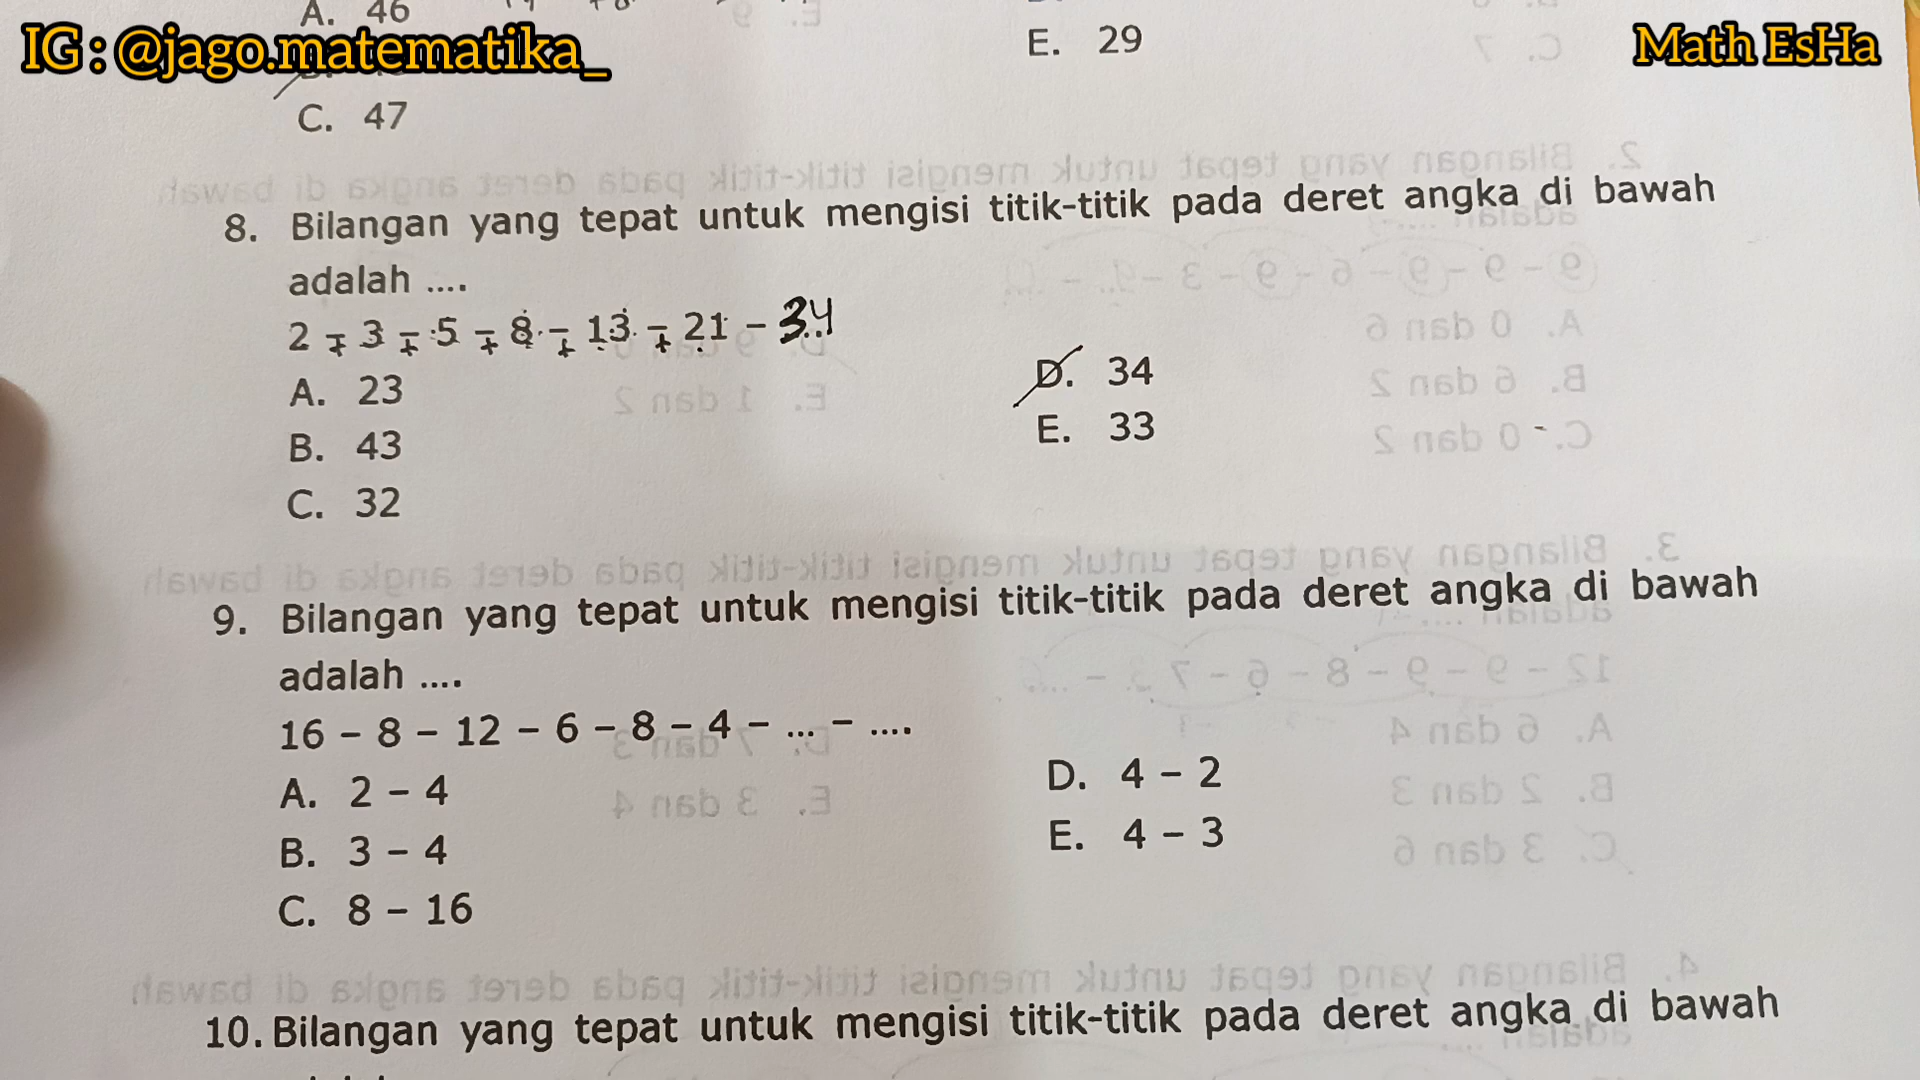 A. 46
IG : @jago.matematika_
E. 29
Math EsHa
C. 47
8. Bilangan yang tepat untuk mengisi titik-titik pada deret angka di bawah
adalah ....
2 - 3 - 5 - 8 - 13 - 21 - 34
A. 23
B. 43
C. 32
D. 34
E. 33
9. Bilangan yang tepat untuk mengisi titik-titik pada deret angka di bawah
adalah ....
16 - 8 - 12 - 6 - 8 - 4 - ... - ....
A. 2 - 4
B. 3 - 4
C. 8 - 16
D. 4 - 2
E. 4 - 3
10. Bilangan yang tepat untuk mengisi titik-titik pada deret angka di bawah